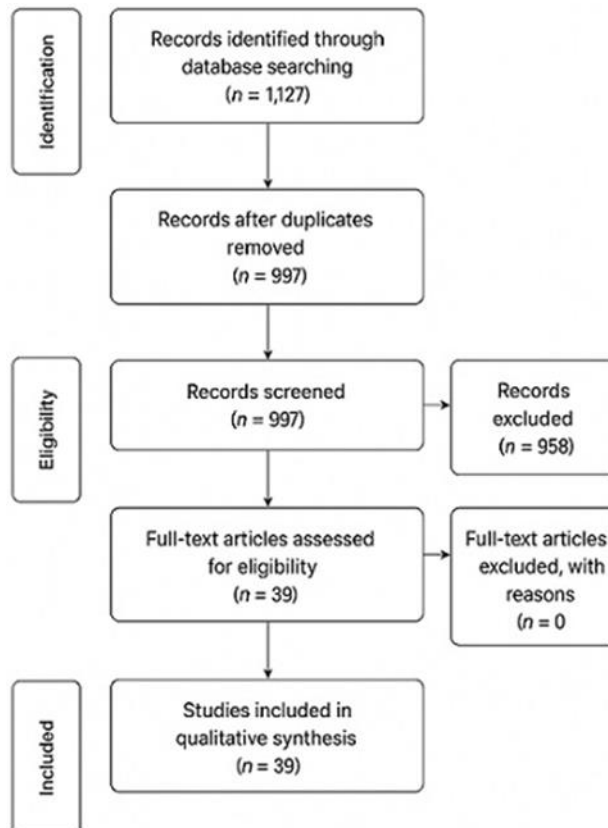 Identification
Records identified through
database searching
(n = 1,127)
Records after duplicates
removed
(n = 997)
Eligibility
Records screened
(n = 997)
Records
excluded
(n = 958)
Full-text articles assessed
for eligibility
(n = 39)
Full-text articles
excluded, with
reasons
(n = 0
Included
Studies included in
qualitative synthesis
(n = 39)